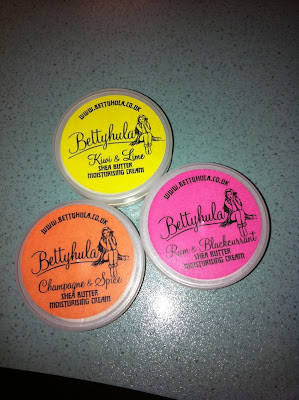 WWW.BETTYHULA.CO.UK
Bettyhula
Kiwi & Lime
SHEA BUTTER
MOISTURISING CREAM
WWW.BETTYHULA.CO.UK
Bettyhula
Rum & Blackcurrant
SHEA BUTTER
MOISTURISING CREAM
WWW.BETTYHULA.CO.UK
Bettyhula
Champagne & Spice
SHEA BUTTER
MOISTURISING CREAM